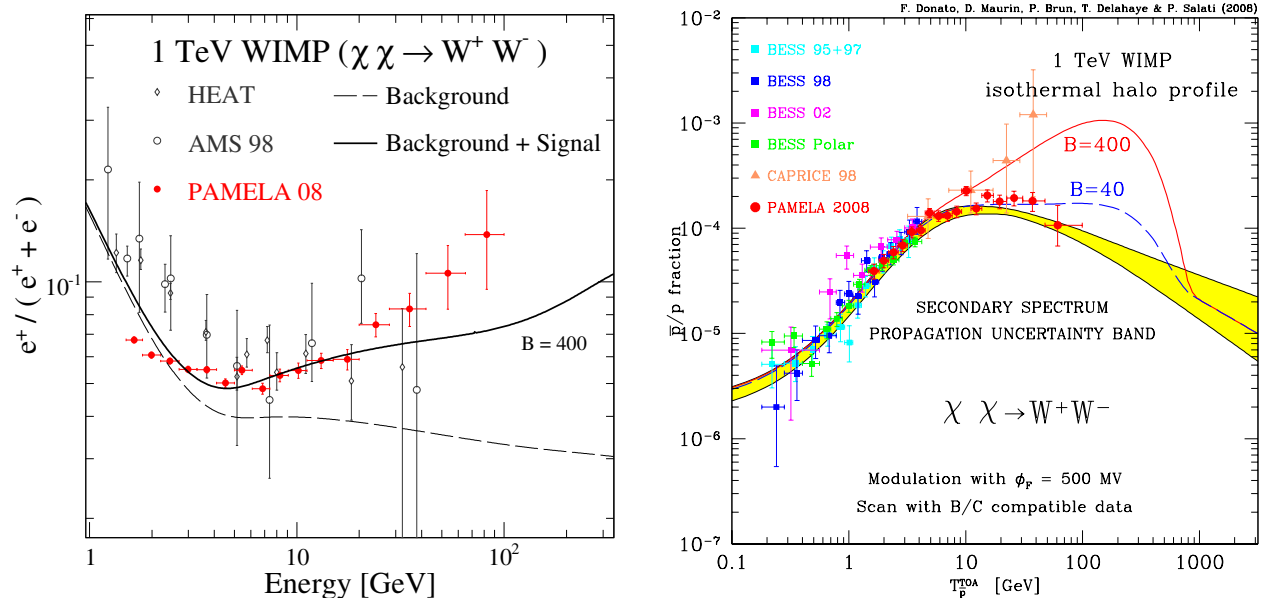 1 TeV WIMP ( χ χ → W⁺ W⁻ )
HEAT
AMS 98
PAMELA 08
Background
Background + Signal
B = 400
e⁺ / ( e⁺ + e⁻ )
10⁻¹
1
10
10²
Energy [GeV]
F. Donato, D. Maurin, P. Brun, T. Delahaye & P. Salati (2008)
10⁻²
10⁻³
10⁻⁴
10⁻⁵
10⁻⁶
10⁻⁷
p̅/p fraction
BESS 95+97
BESS 98
BESS 02
BESS Polar
CAPRICE 98
PAMELA 2008
1 TeV WIMP
isothermal halo profile
B=400
B=40
SECONDARY SPECTRUM
PROPAGATION UNCERTAINTY BAND
χ χ→W⁺W⁻
Modulation with ϕ_F = 500 MV
Scan with B/C compatible data
0.1
1
10
100
1000
T_p̅^TOA [GeV]